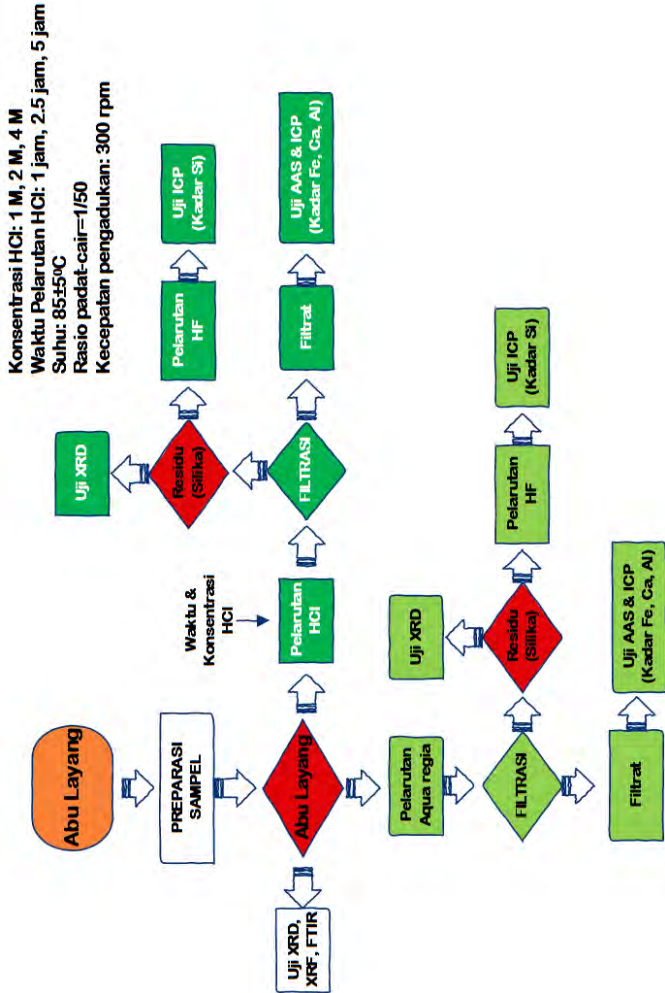 Konsentrasi HCl: 1 M, 2 M, 4 M
Waktu Pelarutan HCl: 1 jam, 2.5 jam, 5 jam
Suhu: 85±5⁰C
Rasio padat-cair=1/50
Kecepatan pengadukan: 300 rpm
Abu Layang
PREPARASI
SAMPEL
Abu Layang
Uji XRD,
XRF, FTIR
Waktu &
Konsentrasi
HCl
Pelarutan
HCl
FILTRASI
Residu
(Silika)
Uji XRD
Pelarutan
HF
Uji ICP
(Kadar Si)
Filtrat
Uji AAS & ICP
(Kadar Fe, Ca, Al)
Pelarutan
Aqua regia
FILTRASI
Residu
(Silika)
Uji XRD
Pelarutan
HF
Uji ICP
(Kadar Si)
Filtrat
Uji AAS & ICP
(Kadar Fe, Ca, Al)